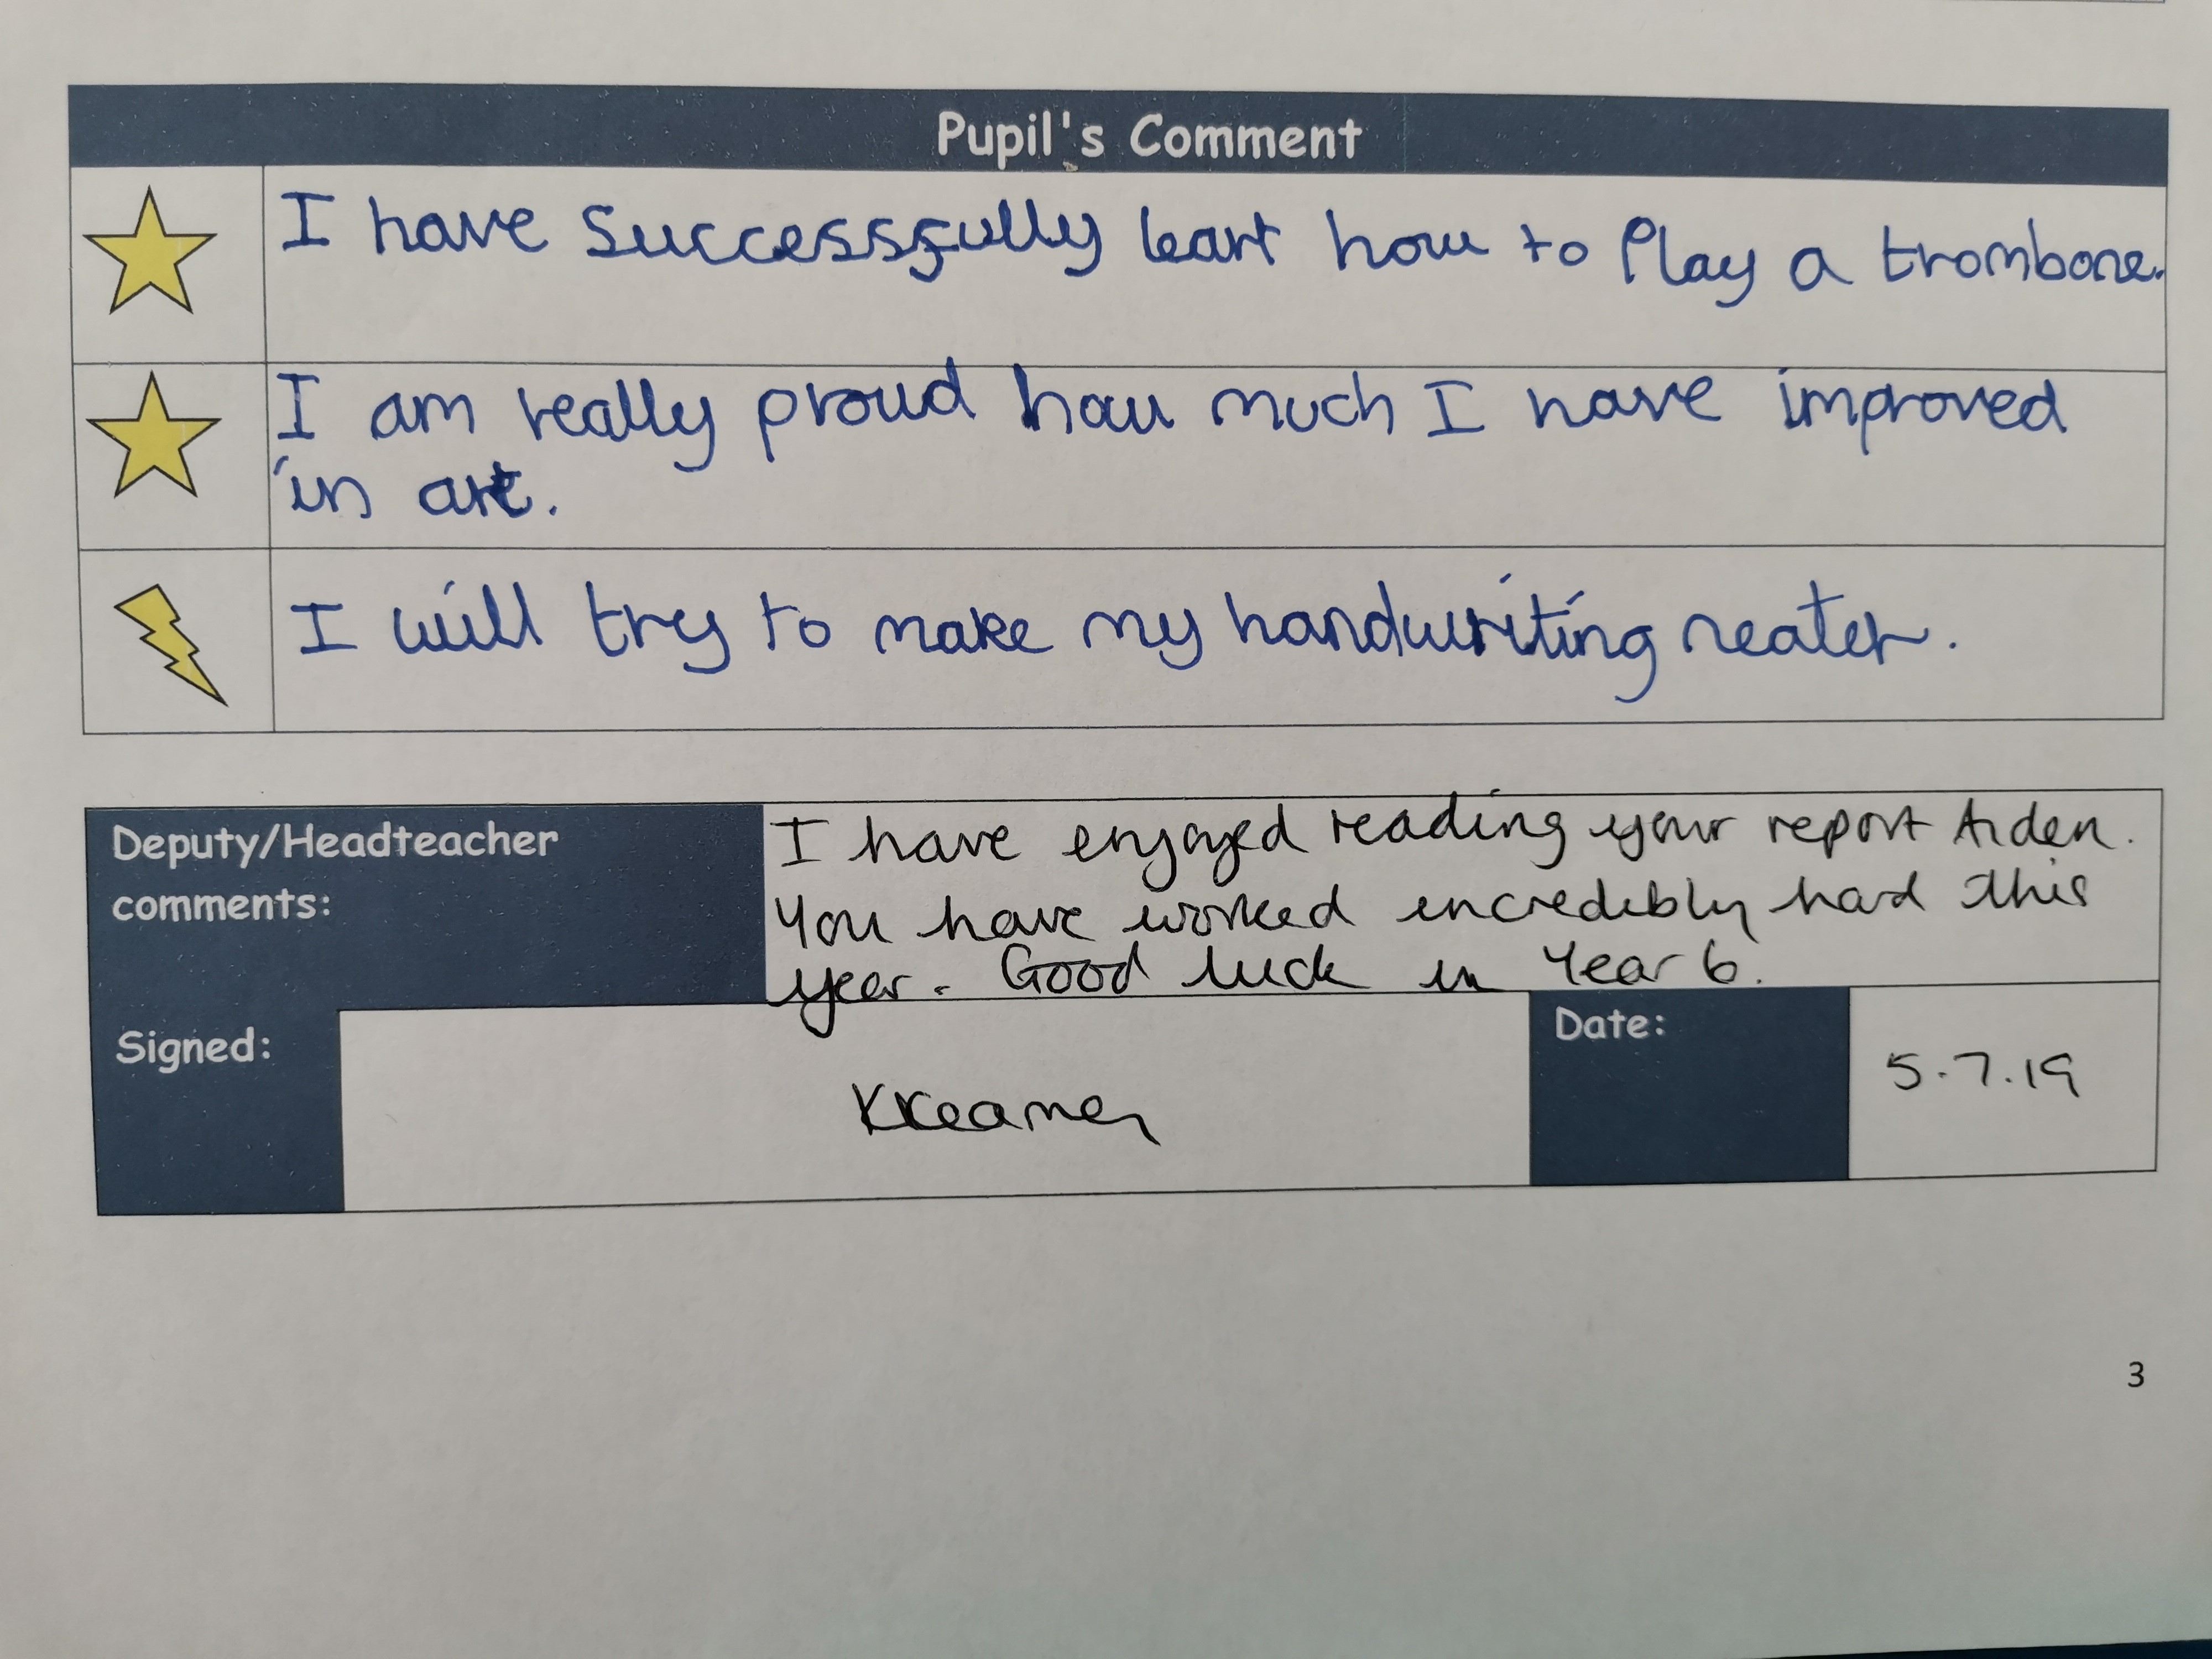 Pupil's Comment
I have successfully leart how to Play a trombone.
I am really proud how much I have improved
in art.
I will try to make my handwriting neater.
Deputy/Headteacher
comments:
I have enjoyed reading your report Aiden.
You have worked incredibly hard this
year. Good luck in Year 6.
Signed:
Date:
5.7.19
3